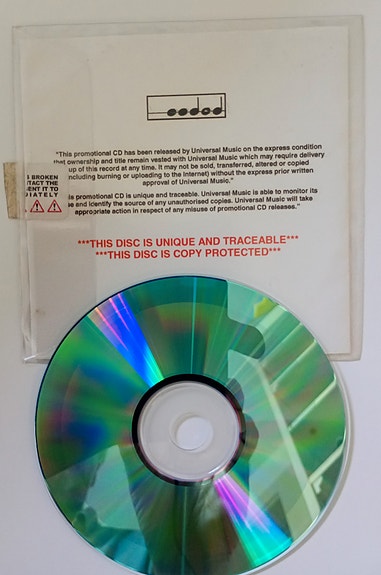 "This promotional CD has been released by Universal Music on the express condition
that ownership and title remain vested with Universal Music which may require delivery
up of this record at any time. It may not be sold, transferred, altered or copied
including burning or uploading to the Internet) without the express prior written
approval of Universal Music."
BROKEN
TACT THE
ENT IT TO
DIATELY
is promotional CD is unique and traceable. Universal Music is able to monitor its
e and identify the source of any unauthorised copies. Universal Music will take
appropriate action in respect of any misuse of promotional CD releases."
***THIS DISC IS UNIQUE AND TRACEABLE***
***THIS DISC IS COPY PROTECTED***